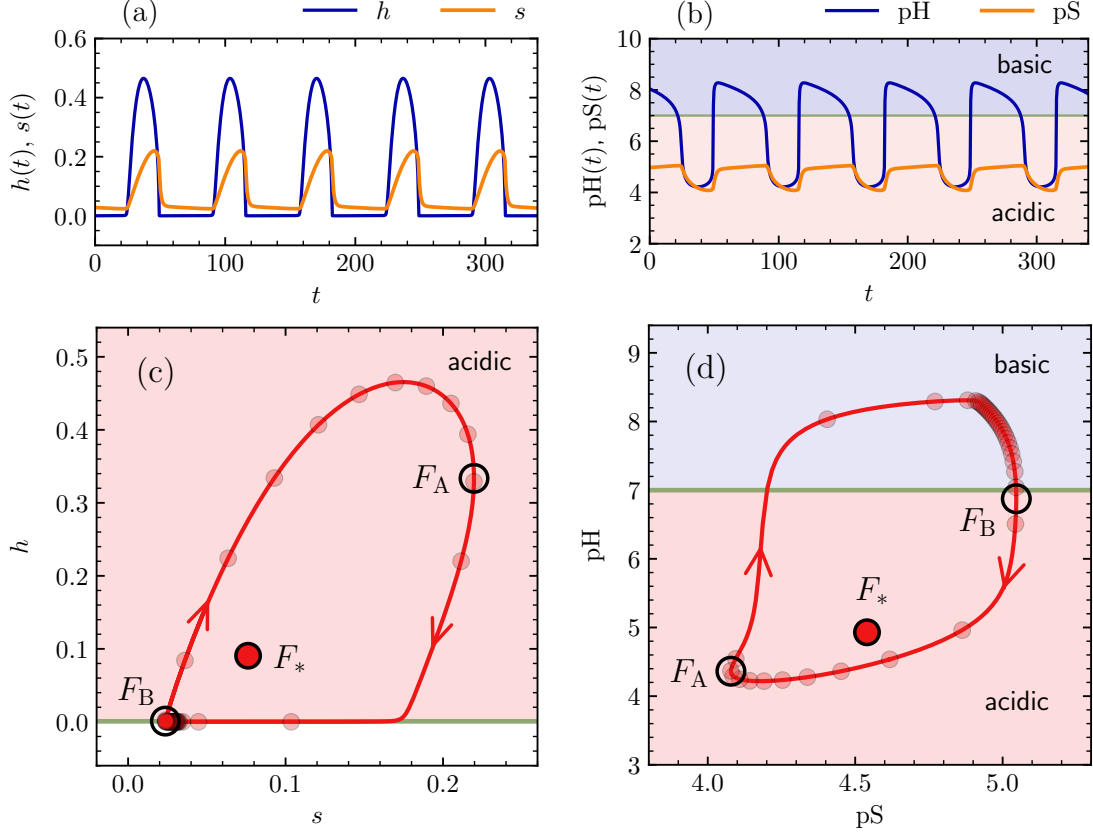 (a) h s
h(t), s(t)
0.6
0.4
0.2
0.0
0 100 200 300
t
(b) pH pS
pH(t), pS(t)
10
8
6
4
2
basic
acidic
0 100 200 300
t
(c)
acidic
h
0.5
0.4
0.3
0.2
0.1
0.0
F_A
F_*
F_B
0.0 0.1 0.2
s
(d)
basic
pH
9
8
7
6
5
4
3
F_B
F_*
F_A
acidic
4.0 4.5 5.0
pS